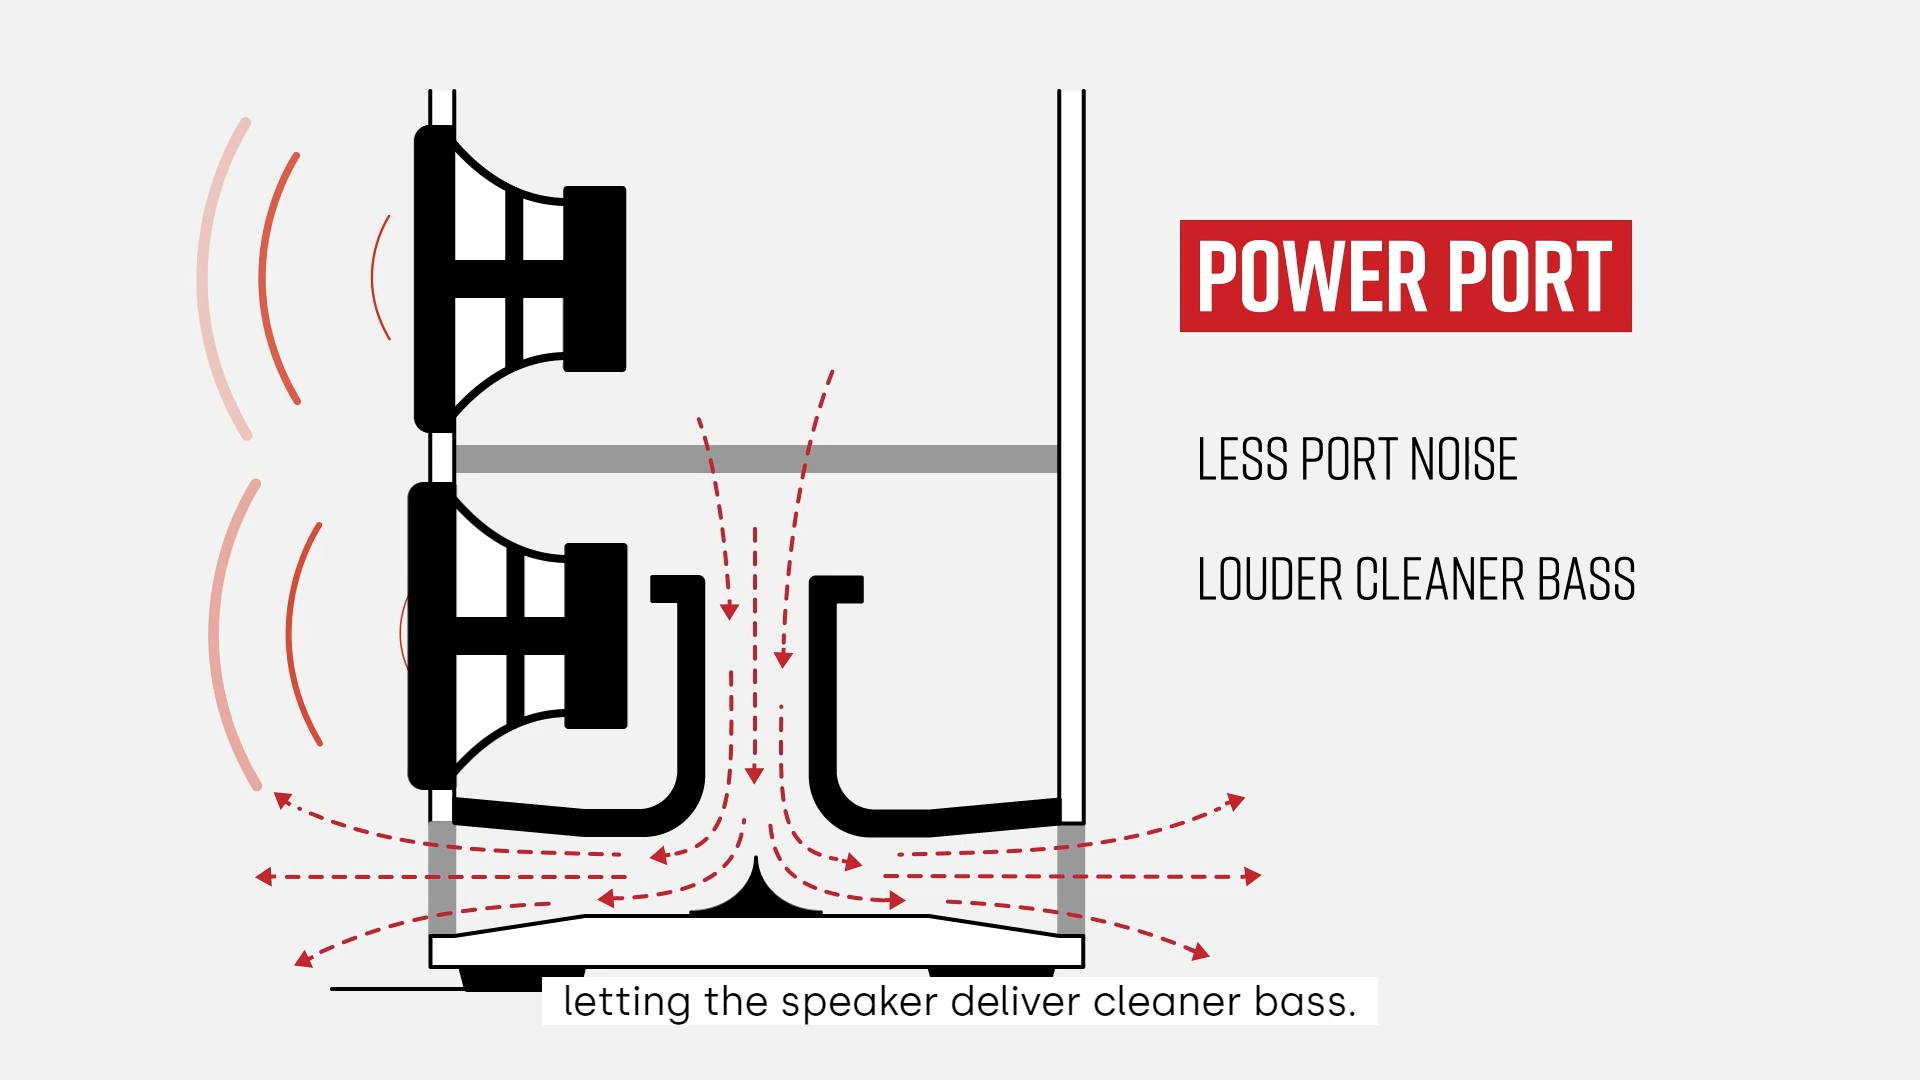 POWER PORT
LESS PORT NOISE
LOUDER CLEANER BASS
letting the speaker deliver cleaner bass.